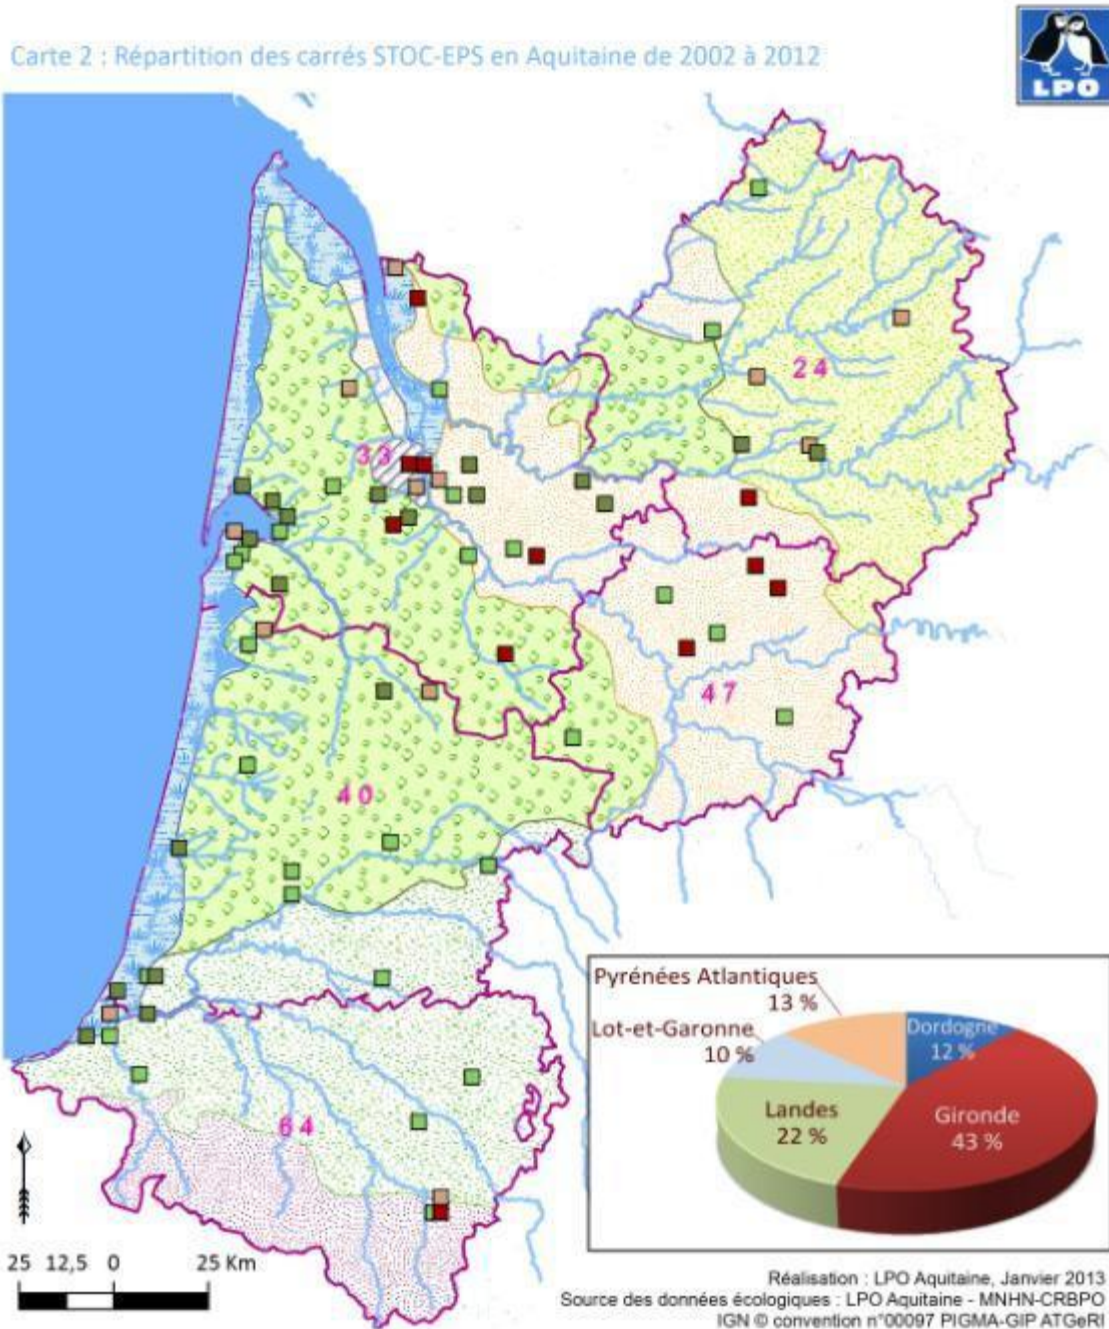 Carte 2 : Répartition des carrés STOC-EPS en Aquitaine de 2002 à 2012
LPO
24
33
47
40
64
Pyrénées Atlantiques
13 %
Lot-et-Garonne
10 %
Dordogne
12 %
Landes
22 %
Gironde
43 %
25 12,5 0 25 Km
Réalisation : LPO Aquitaine, Janvier 2013
Source des données écologiques : LPO Aquitaine - MNHN-CRBPO
IGN © convention n°00097 PIGMA-GIP ATGeRI